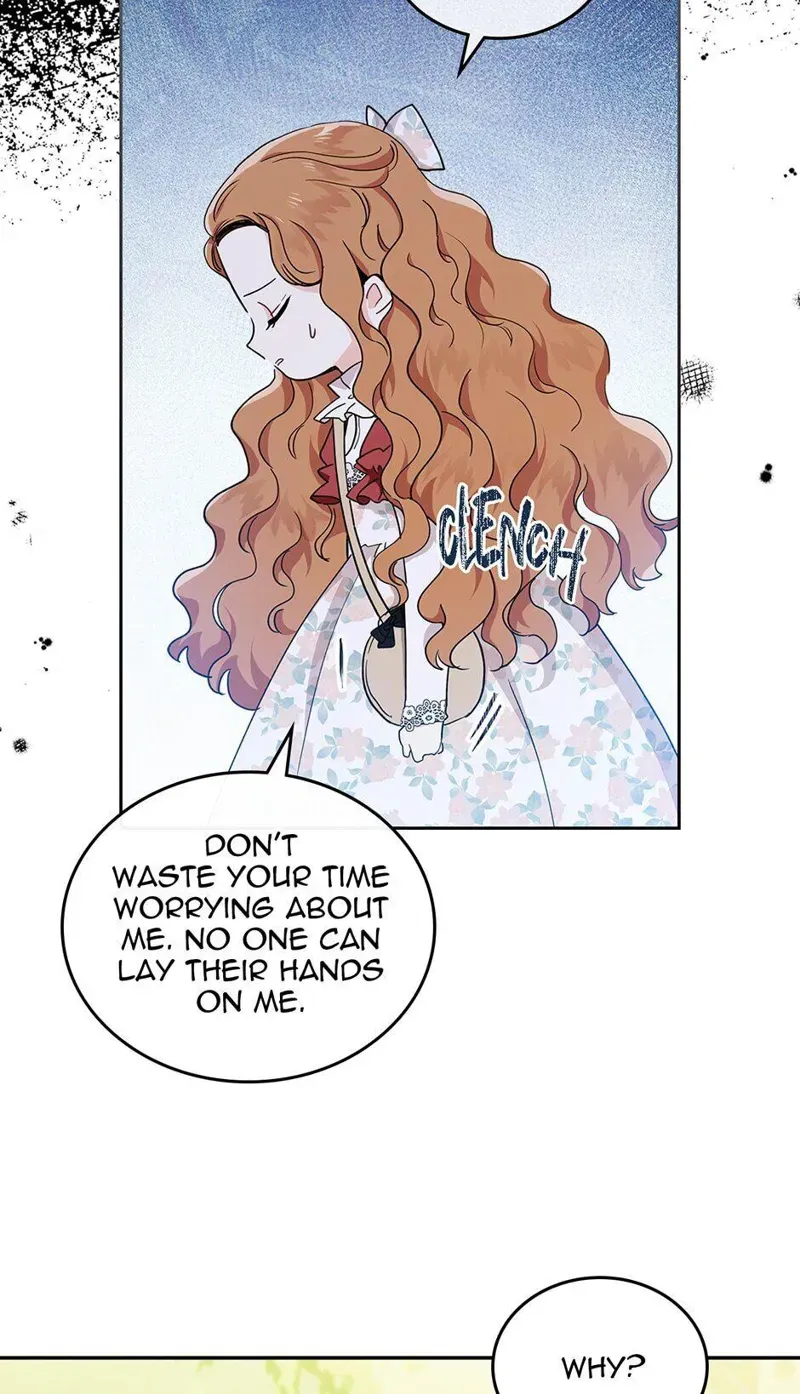 CLENCH
DON'T
WASTE YOUR TIME
WORRYING ABOUT
ME. NO ONE CAN
LAY THEIR HANDS
ON ME.
WHY?